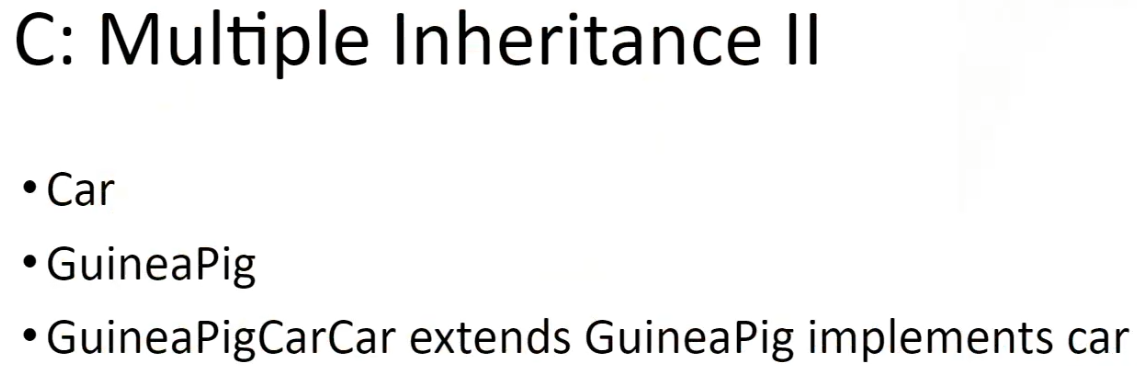 C: Multiple Inheritance II
• Car
• GuineaPig
• GuineaPigCarCar extends GuineaPig implements car